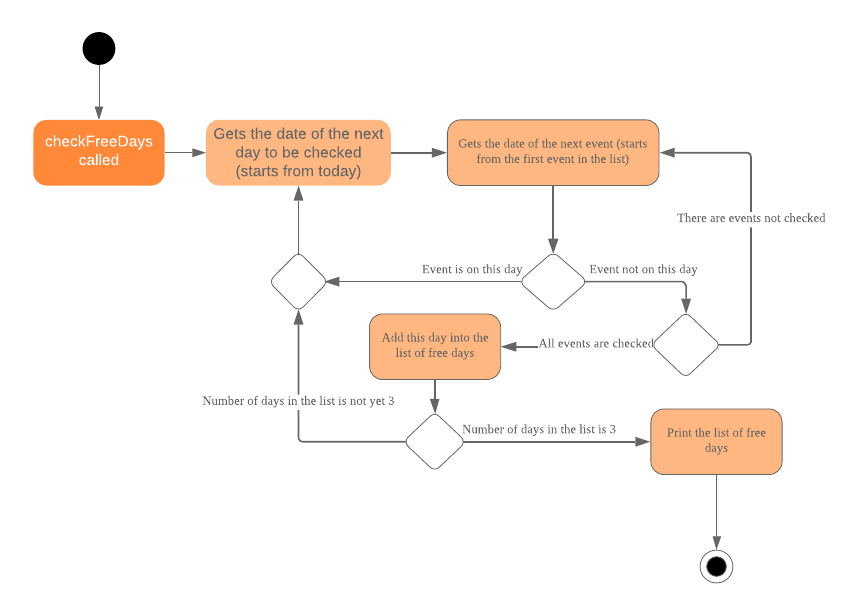 checkFreeDays
called
Gets the date of the next
day to be checked
(starts from today)
Gets the date of the next event (starts
from the first event in the list)
There are events not checked
Event is on this day
Event not on this day
Add this day into the
list of free days
All events are checked
Number of days in the list is not yet 3
Number of days in the list is 3
Print the list of free
days